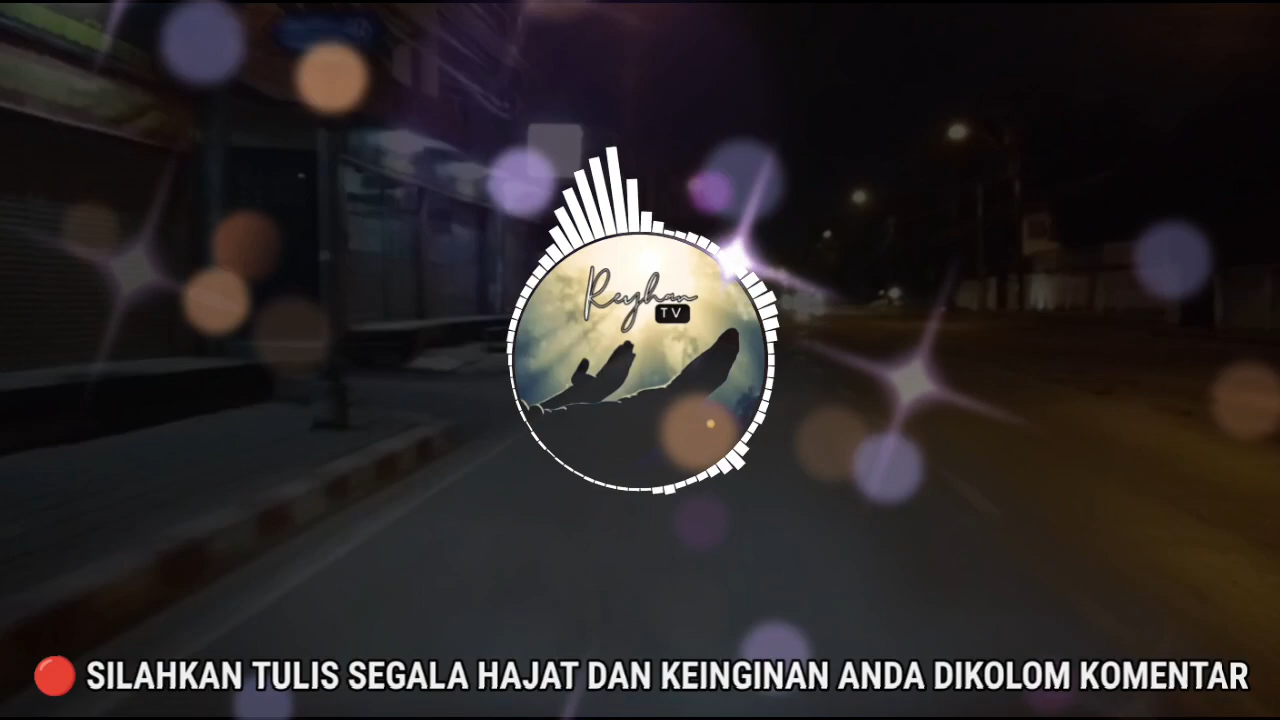 Reyhan
TV
SILAHKAN TULIS SEGALA HAJAT DAN KEINGINAN ANDA DIKOLOM KOMENTAR